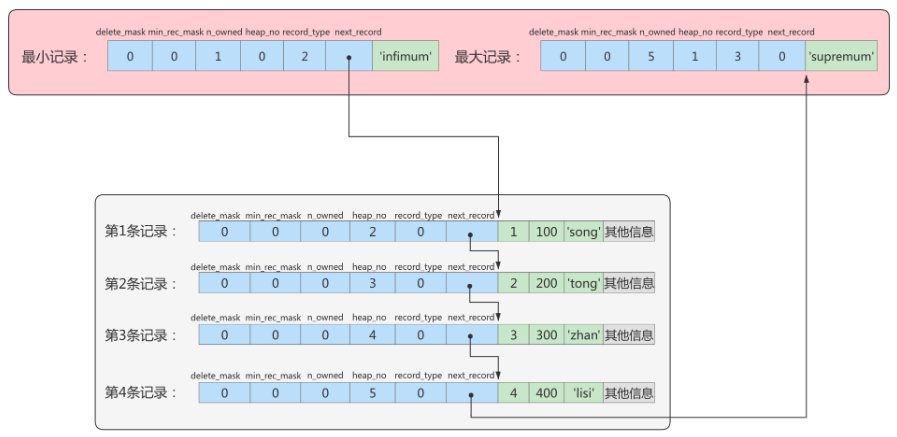 delete_mask min_rec_mask n_owned heap_no record_type next_record
最小记录： 0 0 1 0 2 'infimum'
delete_mask min_rec_mask n_owned heap_no record_type next_record
最大记录： 0 0 5 1 3 0 'supremum'
delete_mask min_rec_mask n_owned heap_no record_type next_record
第1条记录： 0 0 0 2 0 1 100 'song' 其他信息
delete_mask min_rec_mask n_owned heap_no record_type next_record
第2条记录： 0 0 0 3 0 2 200 'tong' 其他信息
delete_mask min_rec_mask n_owned heap_no record_type next_record
第3条记录： 0 0 0 4 0 3 300 'zhan' 其他信息
delete_mask min_rec_mask n_owned heap_no record_type next_record
第4条记录： 0 0 0 5 0 4 400 'lisi' 其他信息